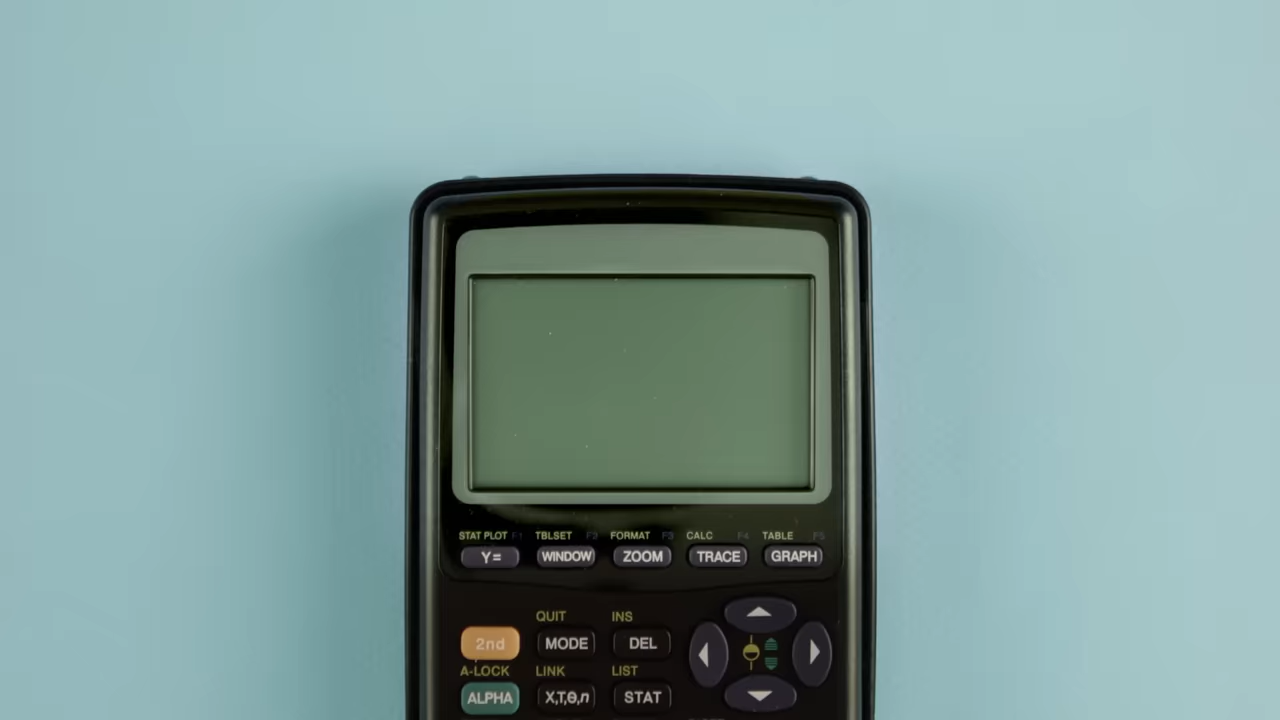 STAT PLOT F1 TBLSET F2 FORMAT F3 CALC F4 TABLE F5
Y= WINDOW ZOOM TRACE GRAPH
QUIT INS
2nd MODE DEL
A-LOCK LINK LIST
ALPHA X,T,θ,n STAT